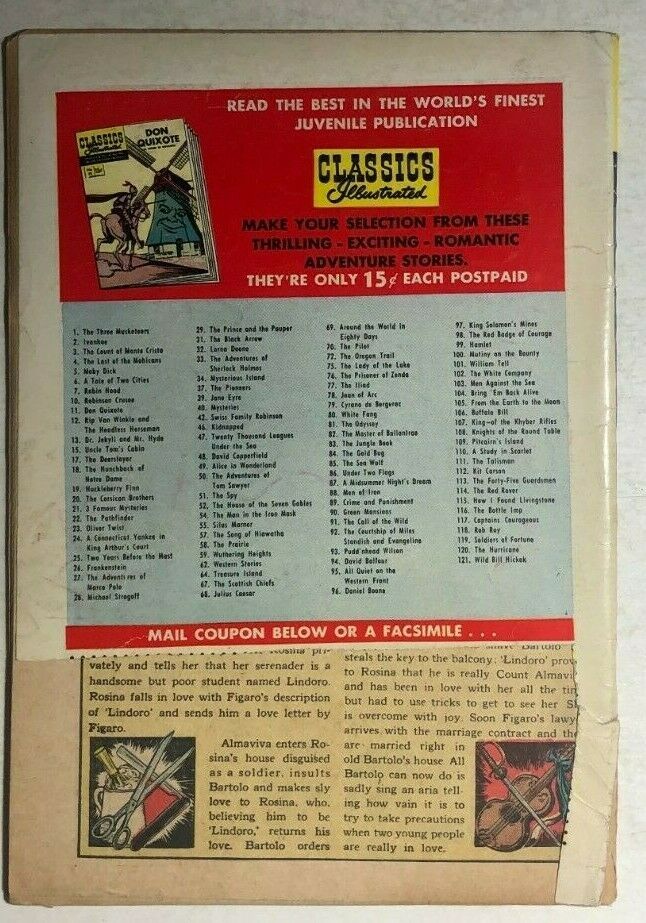 READ THE BEST IN THE WORLD'S FINEST
JUVENILE PUBLICATION
CLASSICS
Illustrated
DON
QUIXOTE
CLASSICS
Illustrated
MAKE YOUR SELECTION FROM THESE
THRILLING - EXCITING - ROMANTIC
ADVENTURE STORIES.
THEY'RE ONLY 15¢ EACH POSTPAID
1. The Three Musketeers
2. Ivanhoe
3. The Count of Monte Cristo
4. The Last of the Mohicans
5. Moby Dick
6. A Tale of Two Cities
7. Robin Hood
10. Robinson Crusoe
11. Don Quixote
12. Rip Van Winkle and
The Headless Horseman
13. Dr. Jekyll and Mr. Hyde
15. Uncle Tom's Cabin
17. The Deerslayer
18. The Hunchback of
Notre Dame
19. Huckleberry Finn
20. The Corsican Brothers
21. 3 Famous Mysteries
22. The Pathfinder
23. Oliver Twist
24. A Connecticut Yankee in
King Arthur's Court
25. Two Years Before the Mast
26. Frankenstein
27. The Adventures of
Marco Polo
28. Michael Strogoff
29. The Prince and the Pauper
31. The Black Arrow
32. Lorna Doone
33. The Adventures of
Sherlock Holmes
34. Mysterious Island
37. The Pioneers
39. Jane Eyre
40. Mysteries
42. Swiss Family Robinson
46. Kidnapped
47. Twenty Thousand Leagues
Under the Sea
48. David Copperfield
49. Alice in Wonderland
50. The Adventures of
Tom Sawyer
51. The Spy
52. The House of the Seven Gables
54. The Man in the Iron Mask
55. Silas Marner
57. The Song of Hiawatha
58. The Prairie
59. Wuthering Heights
62. Western Stories
64. Treasure Island
67. The Scottish Chiefs
68. Julius Caesar
69. Around the World in
Eighty Days
70. The Pilot
72. The Oregon Trail
75. The Lady of the Lake
76. The Prisoner of Zenda
77. The Iliad
78. Joan of Arc
79. Cyrano de Bergerac
80. White Fang
81. The Odyssey
82. The Master of Ballantrae
83. The Jungle Book
84. The Gold Bug
85. The Sea Wolf
86. Under Two Flags
87. A Midsummer Night's Dream
88. Men of Iron
89. Crime and Punishment
90. Green Mansions
91. The Call of the Wild
92. The Courtship of Miles
Standish and Evangeline
93. Pudd'nhead Wilson
94. David Balfour
95. All Quiet on the
Western Front
96. Daniel Boone
97. King Solomon's Mines
98. The Red Badge of Courage
99. Hamlet
100. Mutiny on the Bounty
101. William Tell
102. The White Company
103. Men Against the Sea
104. Bring 'Em Back Alive
105. From the Earth to the Moon
106. Buffalo Bill
107. King-of the Khyber Rifles
108. Knights of the Round Table
109. Pitcairn's Island
110. A Study in Scarlet
111. The Talisman
112. Kit Carson
113. The Forty-Five Guardsmen
114. The Red Rover
115. How I Found Livingstone
116. The Bottle Imp
117. Captains Courageous
118. Rob Roy
119. Soldiers of Fortune
120. The Hurricane
121. Wild Bill Hickok
MAIL COUPON BELOW OR A FACSIMILE . . .
Rosina pri-
vately and tells her that her serenader is a
handsome but poor student named Lindoro.
Rosina falls in love with Figaro's description
of 'Lindoro' and sends him a love letter by
Figaro.
Almaviva enters Ro-
sina's house disguised
as a soldier, insults
Bartolo and makes sly
love to Rosina, who,
believing him to be
'Lindoro,' returns his
love. Bartolo orders
Bartolo
steals the key to the balcony. 'Lindoro' prov
to Rosina that he is really Count Almavi
and has been in love with her all the tim
but had to use tricks to get to see her. S
is overcome with joy. Soon Figaro's lawy
arrives with the marriage contract and the
are married right in
old Bartolo's house All
Bartolo can now do is
sadly sing an aria tell-
ing how vain it is to
try to take precautions
when two young people
are really in love.